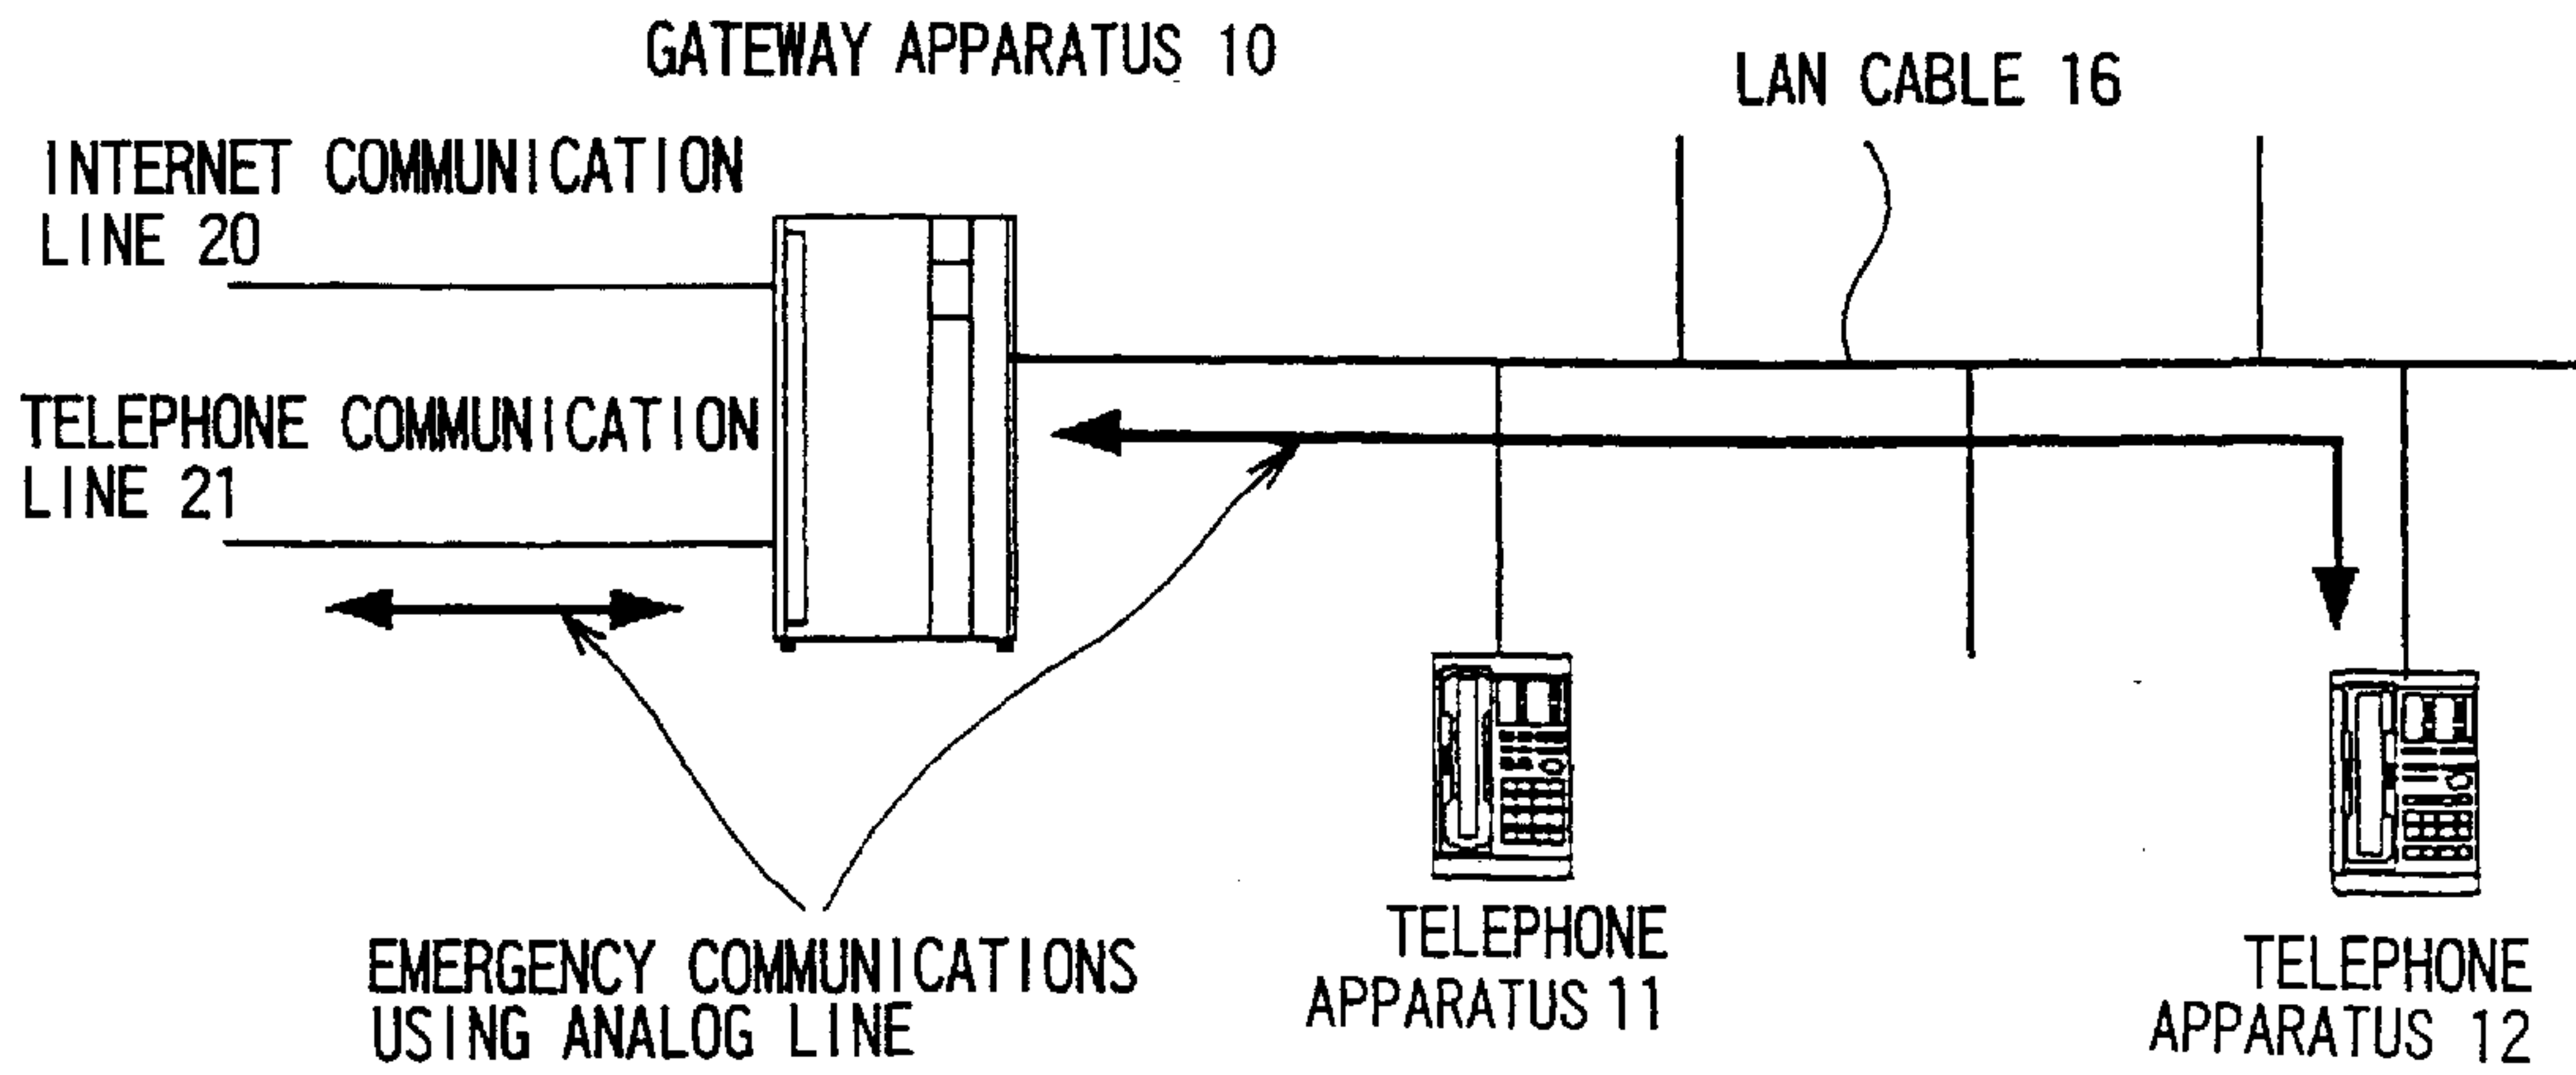 GATEWAY APPARATUS 10
LAN CABLE 16
INTERNET COMMUNICATION
LINE 20
TELEPHONE COMMUNICATION
LINE 21
EMERGENCY COMMUNICATIONS
USING ANALOG LINE
TELEPHONE
APPARATUS 11
TELEPHONE
APPARATUS 12